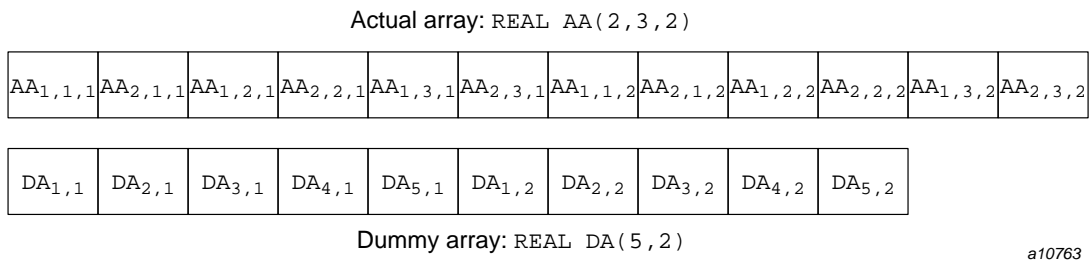 Actual array: REAL AA(2,3,2)
AA1,1,1 AA2,1,1 AA1,2,1 AA2,2,1 AA1,3,1 AA2,3,1 AA1,1,2 AA2,1,2 AA1,2,2 AA2,2,2 AA1,3,2 AA2,3,2
DA1,1 DA2,1 DA3,1 DA4,1 DA5,1 DA1,2 DA2,2 DA3,2 DA4,2 DA5,2
Dummy array: REAL DA(5,2)
a10763